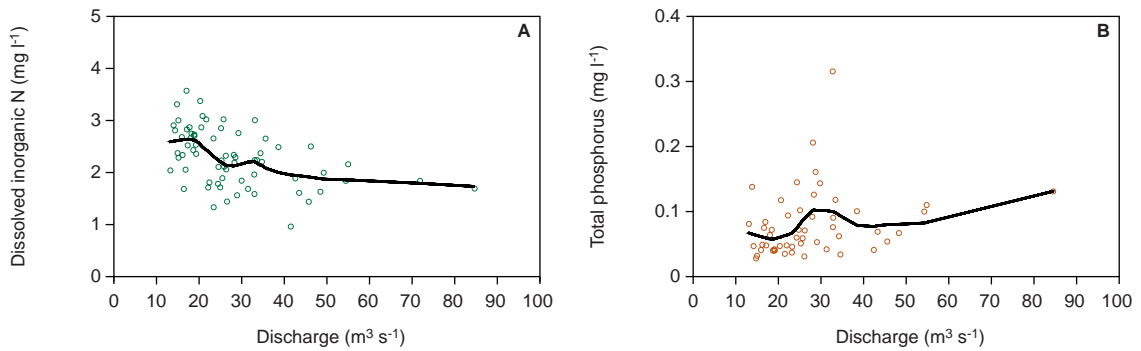 A
Dissolved inorganic N (mg l-1)
5
4
3
2
1
0
0 10 20 30 40 50 60 70 80 90 100
Discharge (m³ s-¹)
B
Total phosphorus (mg l-1)
0.4
0.3
0.2
0.1
0
0 10 20 30 40 50 60 70 80 90 100
Discharge (m³ s-¹)